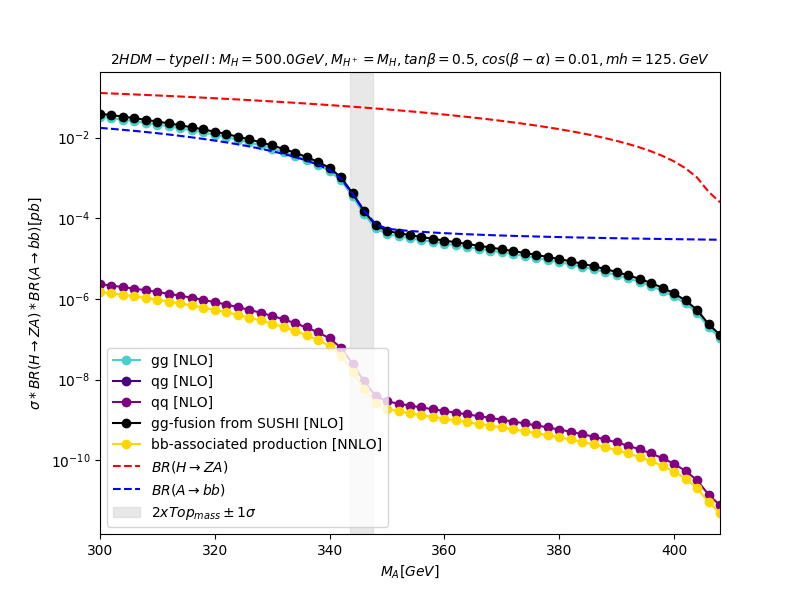 2HDM − typeII: M_H = 500.0GeV, M_{H^+} = M_H, tanβ = 0.5, cos(β − α) = 0.01, mh = 125. GeV
σ * BR(H → ZA) * BR(A → bb)[pb]
10^{−2}
10^{−4}
10^{−6}
10^{−8}
10^{−10}
gg [NLO]
qg [NLO]
qq [NLO]
gg-fusion from SUSHI [NLO]
bb-associated production [NNLO]
BR(H → ZA)
BR(A → bb)
2xTop_{mass} ± 1σ
300 320 340 360 380 400
M_A[GeV]